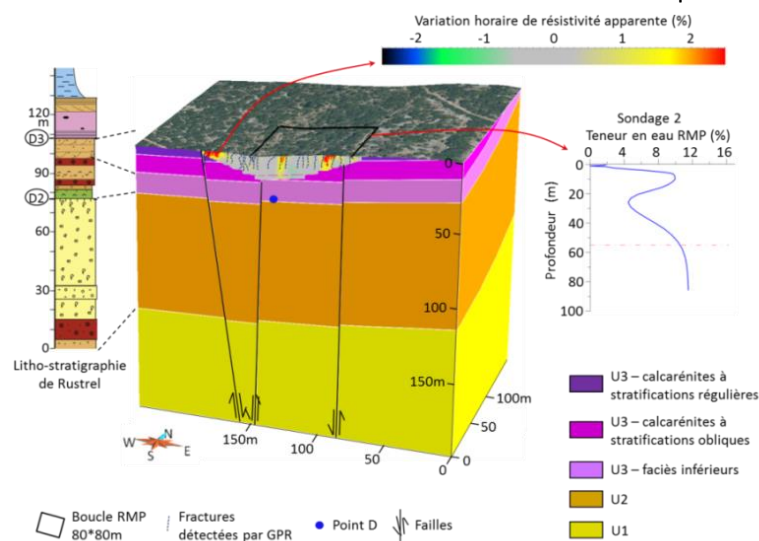 Variation horaire de résistivité apparente (%)
-2 -1 0 1 2
120
m
D3
90
D2
60
30
0
Litho-stratigraphie
de Rustrel
0
50
100
150m
Sondage 2
Teneur en eau RMP (%)
0 4 8 12 16
Profondeur (m)
0
20
40
60
80
100
W N
S E
150m
100
50
0
0
50
100m
U3 – calcarénites à
stratifications régulières
U3 – calcarénites à
stratifications obliques
U3 – faciès inférieurs
U2
U1
Boucle RMP
80*80m
Fractures
détectées par GPR
Point D
Failles